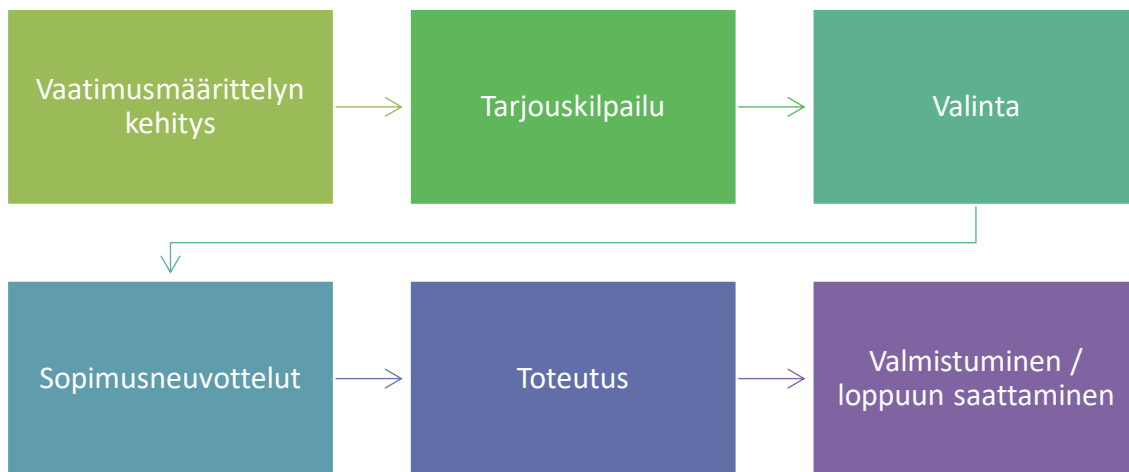 Vaatimusmäärittelyn
kehitys
Tarjouskilpailu
Valinta
Sopimusneuvottelut
Toteutus
Valmistuminen /
loppuun saattaminen